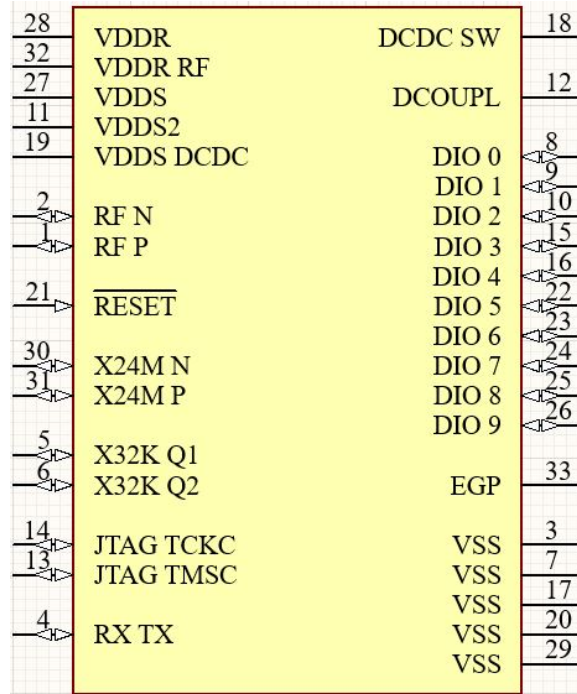 28 VDDR DCDC SW 18
32 VDDR RF
27 VDDS DCOUPL 12
11 VDDS2
19 VDDS DCDC DIO 0 8
DIO 1 9
2 RF N DIO 2 10
1 RF P DIO 3 15
DIO 4 16
21 RESET DIO 5 22
DIO 6 23
30 X24M N DIO 7 24
31 X24M P DIO 8 25
DIO 9 26
5 X32K Q1
6 X32K Q2 EGP 33
14 JTAG TCKC VSS 3
13 JTAG TMSC VSS 7
VSS 17
4 RX TX VSS 20
VSS 29